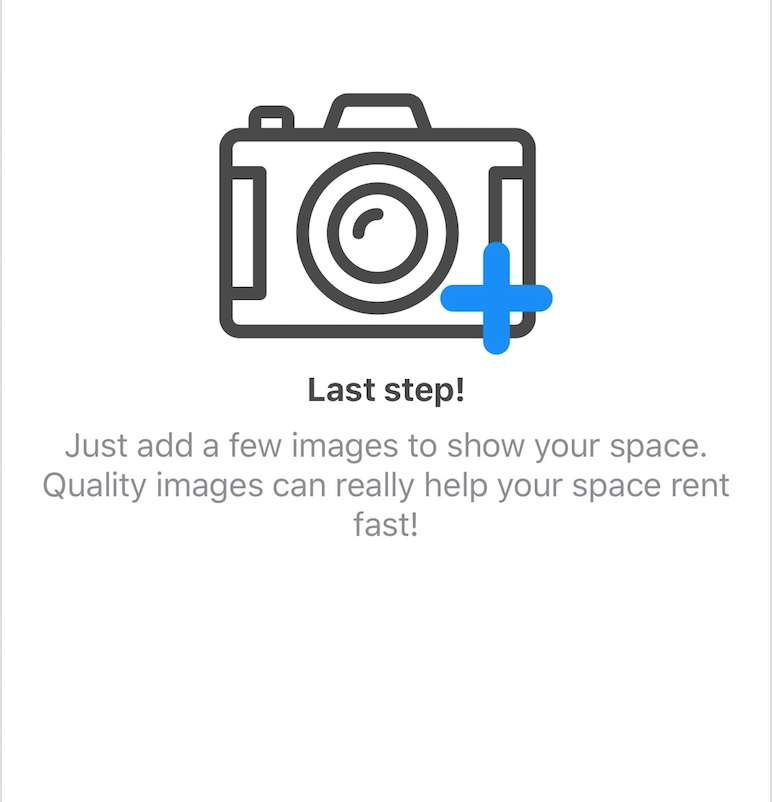 Last step!
Just add a few images to show your space.
Quality images can really help your space rent
fast!